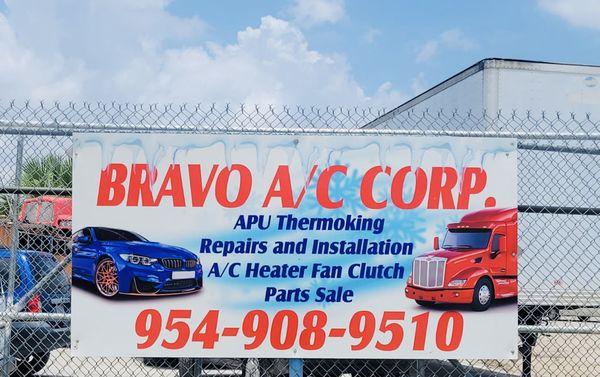 BRAVO A/C CORP.
APU Thermoking
Repairs and Installation
A/C Heater Fan Clutch
Parts Sale
954-908-9510